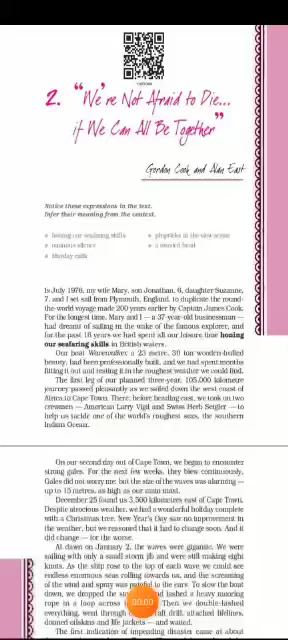 2. "We're Not Afraid to Die...
if We Can All Be Together"
Gordon Cook and Alan East
Notice these expressions in the text.
Infer their meaning from the context.
honing our seafaring skills
pinpricks in the vast ocean
ominous silence
a tousled head
Mayday calls
In July 1976, my wife Mary, son Jonathan, 6, daughter Suzanne,
7, and I set sail from Plymouth, England, to duplicate the round-
the-world voyage made 200 years earlier by Captain James Cook.
For the longest time, Mary and I — a 37-year-old businessman —
had dreams of sailing in the wake of the famous explorer, and
for the past 16 years we had spent all our leisure time honing
our seafaring skills in British waters.
Our boat Wavewalker, a 23 metre, 30 ton wooden-hulled
beauty, had been professionally built, and we had spent months
fitting it out and testing it in the roughest weather we could find.
The first leg of our planned three-year, 105,000 kilometre
journey passed pleasantly as we sailed down the west coast of
Africa to Cape Town. There, before heading east, we took on two
crewmen — American Larry Vigil and Swiss Herb Seigler — to
help us tackle one of the world's roughest seas, the southern
Indian Ocean.
On our second day out of Cape Town, we began to encounter
strong gales. For the next few weeks, they blew continuously.
Gales did not worry me; but the size of the waves was alarming —
up to 15 metres, as high as our main mast.
December 25 found us 3,500 kilometres east of Cape Town.
Despite atrocious weather, we had a wonderful holiday complete
with a Christmas tree. New Year's Day saw no improvement in
the weather, but we reasoned that it had to change soon. And it
did change — for the worse.
At dawn on January 2, the waves were gigantic. We were
sailing with only a small storm jib and were still making eight
knots. As the ship rose to the top of each wave we could see
endless enormous seas rolling towards us, and the screaming
of the wind and spray was painful to the ears. To slow the boat
down, we dropped the and lashed a heavy mooring
rope in a loop across Then we double-lashed
everything, went through raft drill, attached lifelines,
donned oilskins and life jackets — and waited.
The first indication of impending disaster came at about
00:00